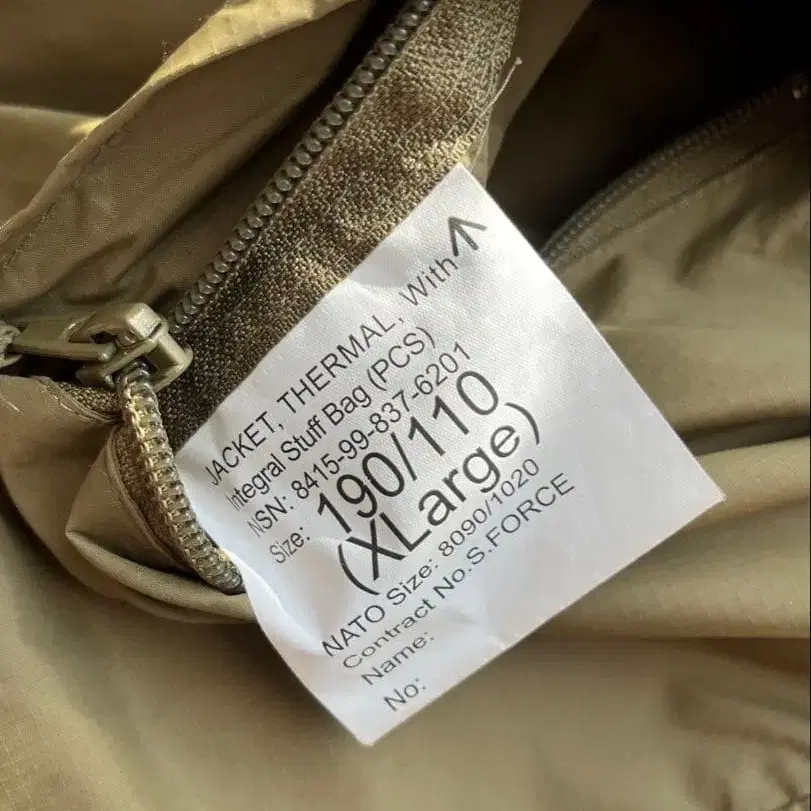 JACKET, THERMAL, With
Integral Stuff Bag (PCS)
NSN: 8415-99-837-6201
Size: 190/110
(XLarge)
NATO Size: 8090/1020
Contract No.S.FORCE
Name:
No: